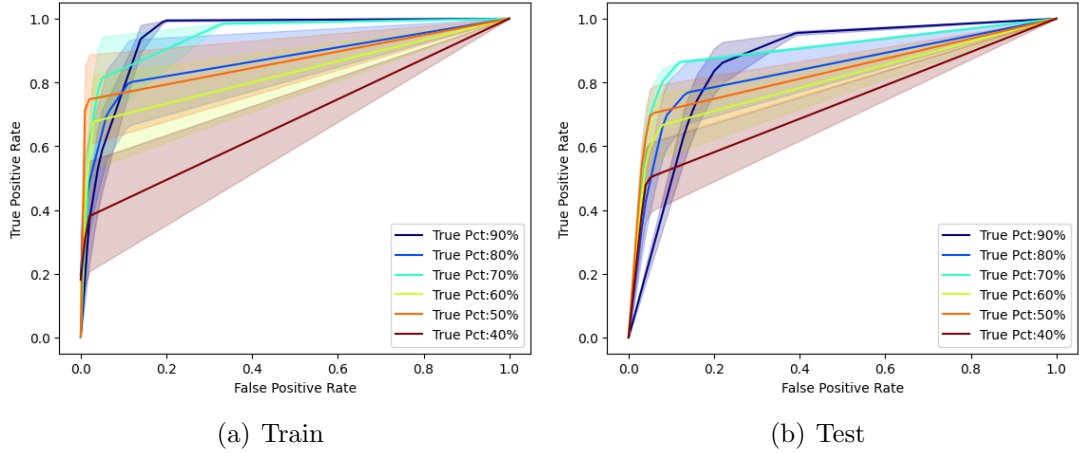 1.0
0.8
0.6
0.4
0.2
0.0
True Positive Rate
True Pct:90%
True Pct:80%
True Pct:70%
True Pct:60%
True Pct:50%
True Pct:40%
0.0 0.2 0.4 0.6 0.8 1.0
False Positive Rate
(a) Train
1.0
0.8
0.6
0.4
0.2
0.0
True Positive Rate
True Pct:90%
True Pct:80%
True Pct:70%
True Pct:60%
True Pct:50%
True Pct:40%
0.0 0.2 0.4 0.6 0.8 1.0
False Positive Rate
(b) Test